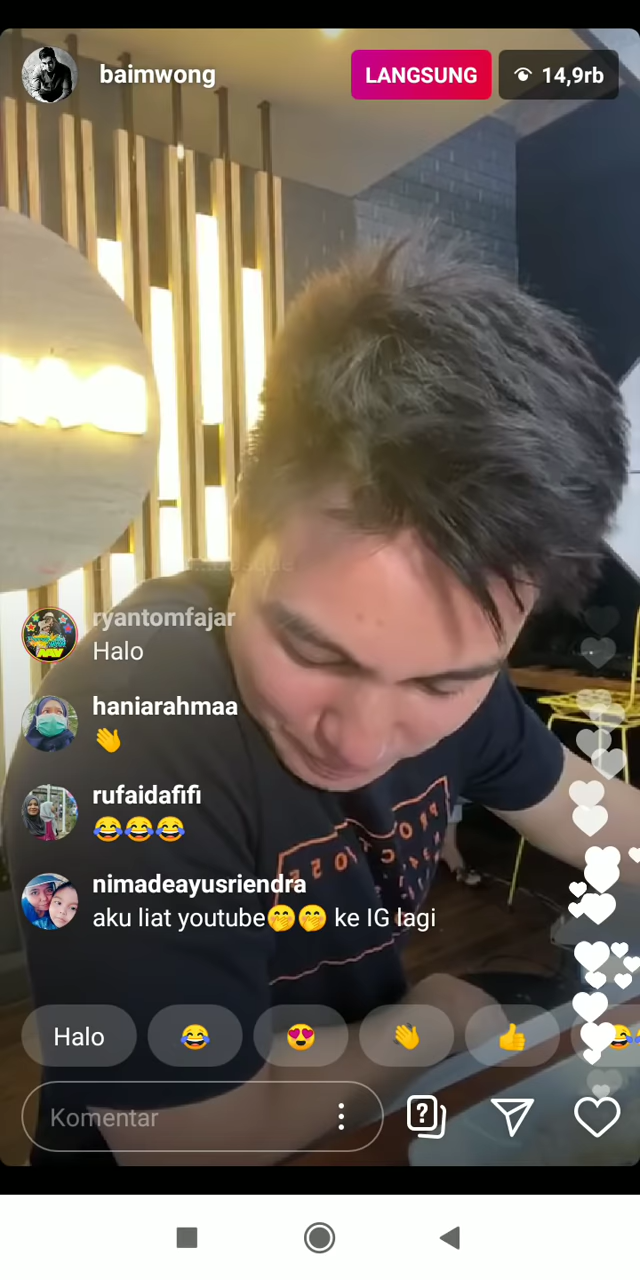 baimwong
LANGSUNG
14,9rb
ryantomfajar
Halo
haniarahmaa
👋
rufaidafifi
😂😂😂
nimadeayusriendra
aku liat youtube🤭🤭 ke IG lagi
Halo 😂 😍 👋 👍 😂
Komentar